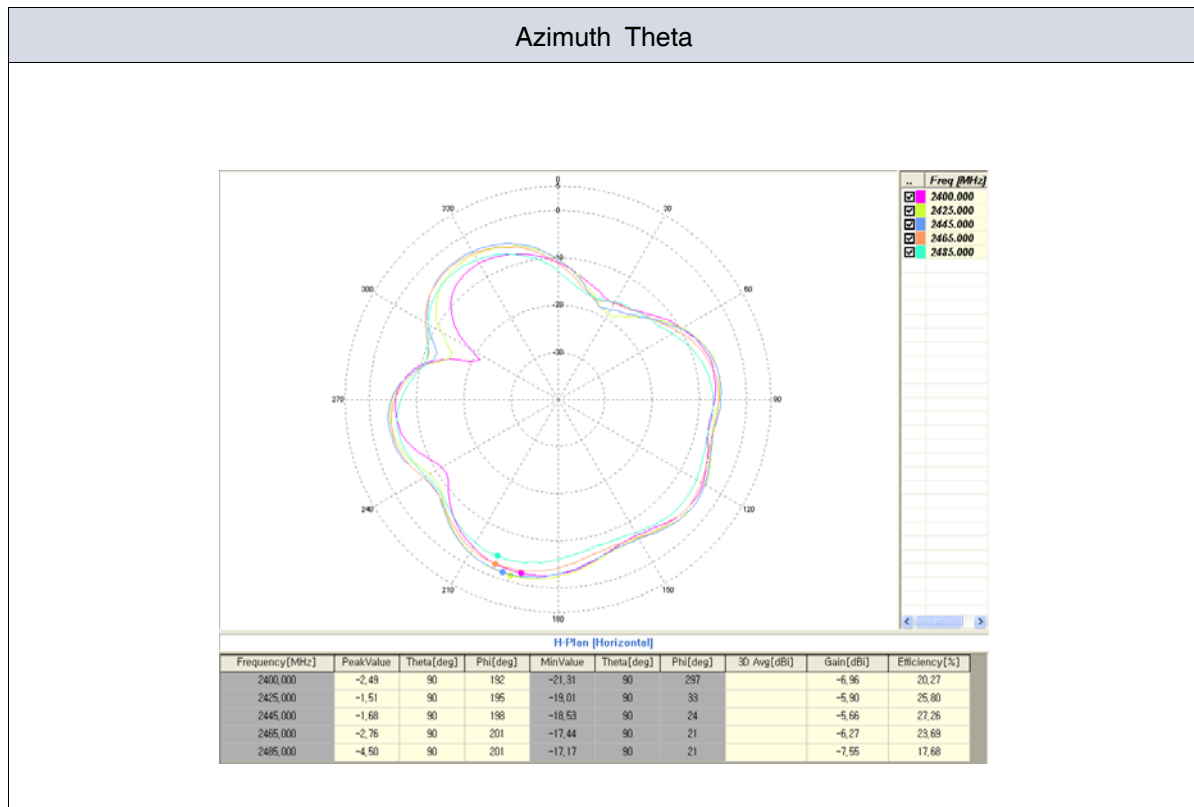 Azimuth Theta
0
5
0
-10
-20
-30
330
30
300
60
270
90
240
120
210
150
180
.. Freq [MHz]
2400.000
2425.000
2445.000
2465.000
2485.000
H-Plan [Horizontal]
Frequency[MHz] PeakValue Theta[deg] Phi[deg] MinValue Theta[deg] Phi[deg] 3D Avg[dBi] Gain[dBi] Efficiency[%]
2400,000 -2,49 90 192 -21,31 90 297 -6,96 20,27
2425,000 -1,51 90 195 -19,01 90 33 -5,90 25,80
2445,000 -1,68 90 198 -18,53 90 24 -5,66 27,26
2465,000 -2,76 90 201 -17,44 90 21 -6,27 23,69
2485,000 -4,50 90 201 -17,17 90 21 -7,55 17,68